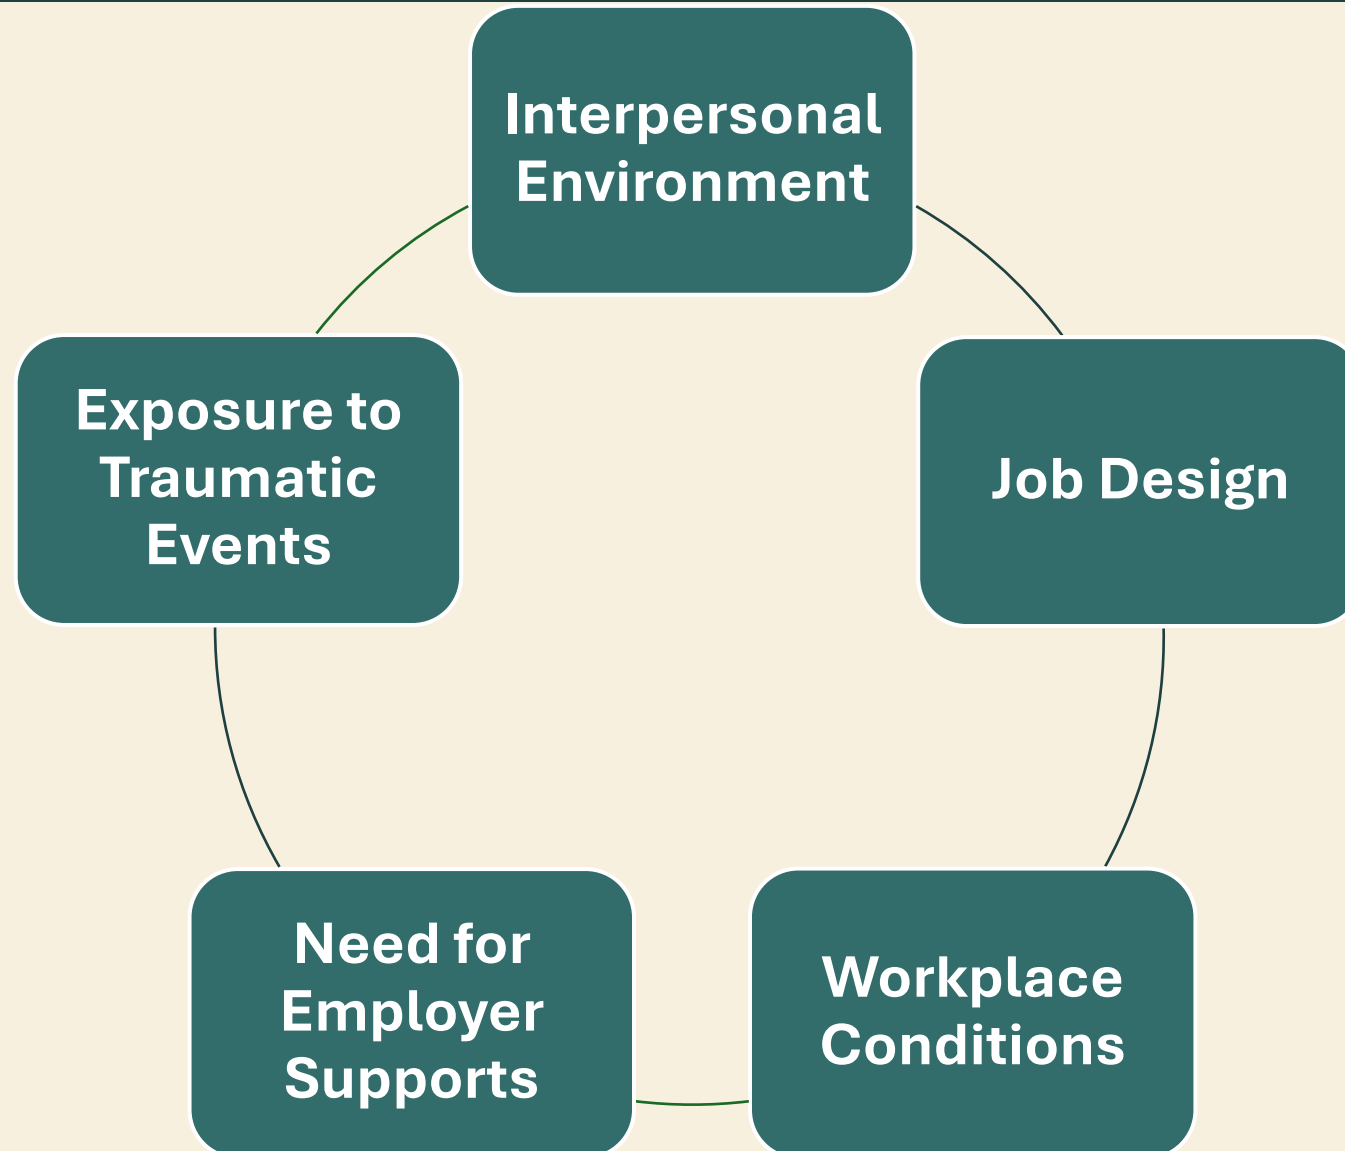 Interpersonal
Environment
Exposure to
Traumatic
Events
Job Design
Need for
Employer
Supports
Workplace
Conditions